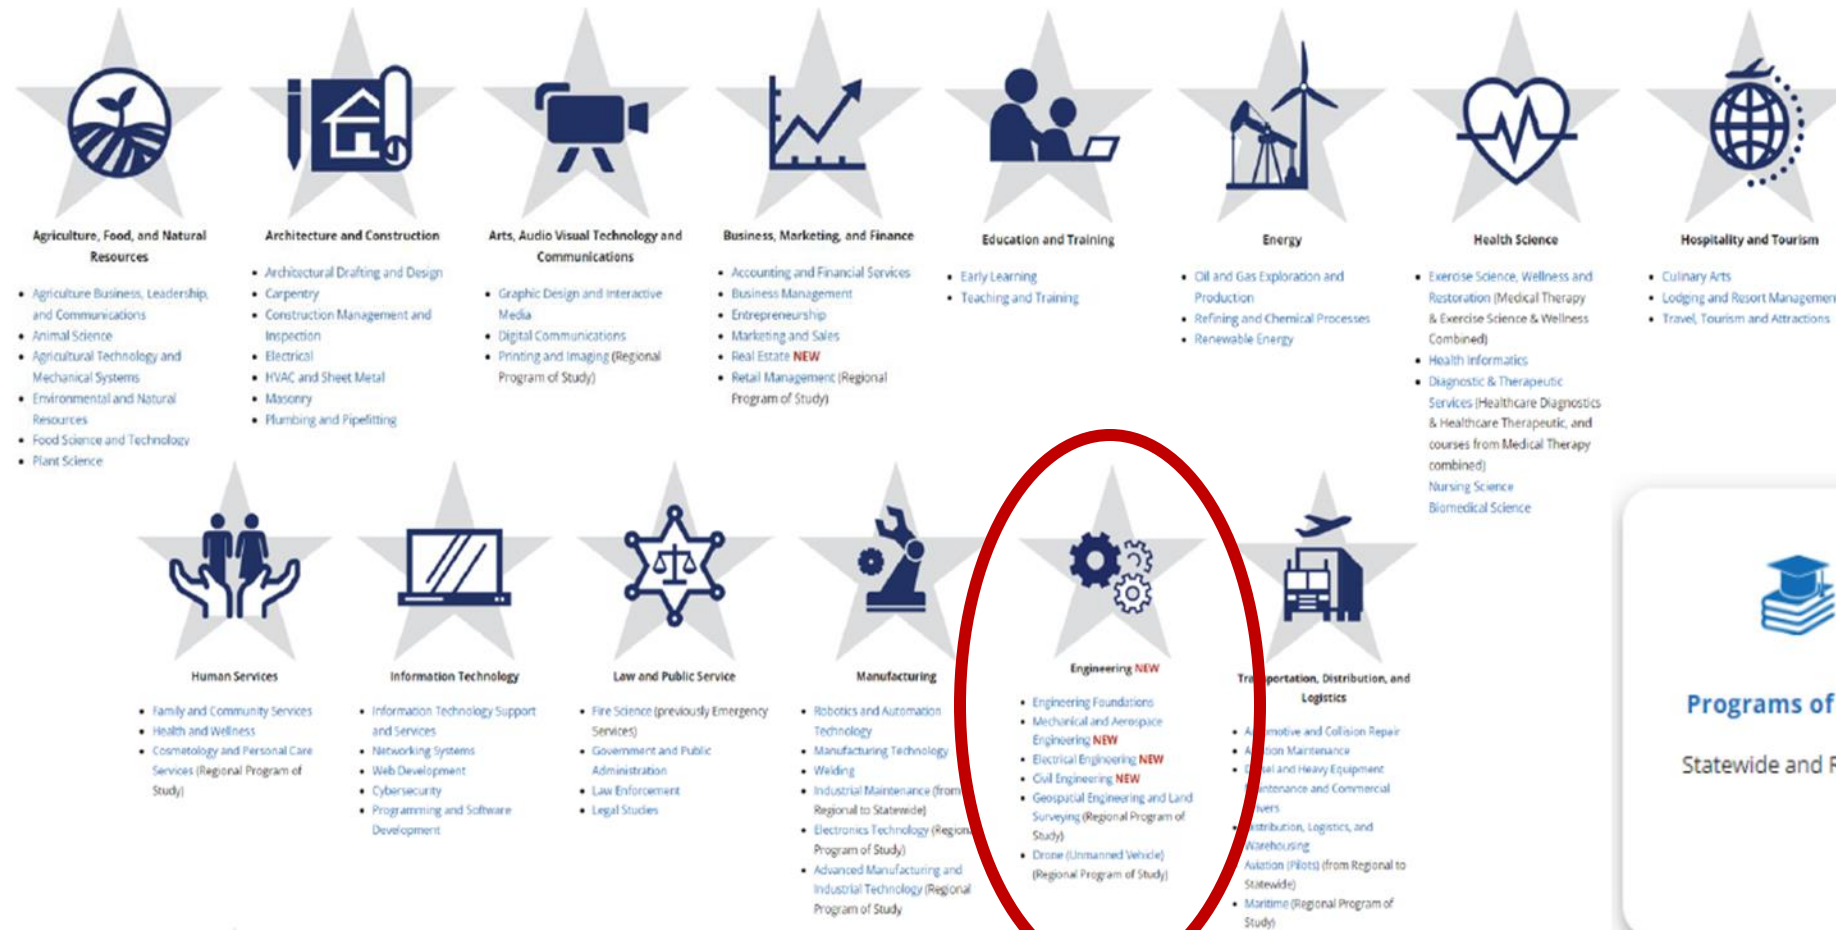 Agriculture, Food, and Natural
Resources
Agriculture Business, Leadership,
and Communications
Animal Science
Agricultural Technology and
Mechanical Systems
Environmental and Natural
Resources
Food Science and Technology
Plant Science
Architecture and Construction
Architectural Drafting and Design
Carpentry
Construction Management and
Inspection
Electrical
HVAC and Sheet Metal
Masonry
Plumbing and Pipefitting
Arts, Audio Visual Technology and
Communications
Graphic Design and Interactive
Media
Digital Communications
Printing and Imaging (Regional
Program of Study)
Business, Marketing, and Finance
Accounting and Financial Services
Business Management
Entrepreneurship
Marketing and Sales
Real Estate NEW
Retail Management (Regional
Program of Study)
Education and Training
Early Learning
Teaching and Training
Energy
Oil and Gas Exploration and
Production
Refining and Chemical Processes
Renewable Energy
Health Science
Exercise Science, Wellness and
Restoration (Medical Therapy
& Exercise Science & Wellness
Combined)
Health Informatics
Diagnostic & Therapeutic
Services (Healthcare Diagnostics
& Healthcare Therapeutic, and
courses from Medical Therapy
combined)
Nursing Science
Biomedical Science
Hospitality and Tourism
Culinary Arts
Lodging and Resort Managemen
Travel, Tourism and Attractions
Human Services
Family and Community Services
Health and Wellness
Cosmetology and Personal Care
Services (Regional Program of
Study)
Information Technology
Information Technology Support
and Services
Networking Systems
Web Development
Cybersecurity
Programming and Software
Development
Law and Public Service
Fire Science (previously Emergency
Services)
Government and Public
Administration
Law Enforcement
Legal Studies
Manufacturing
Robotics and Automation
Technology
Manufacturing Technology
Welding
Industrial Maintenance (from
Regional to Statewide)
Electronics Technology (Region
Program of Study)
Advanced Manufacturing and
Industrial Technology (Regional
Program of Study
Engineering NEW
Engineering Foundations
Mechanical and Aerospace
Engineering NEW
Electrical Engineering NEW
Civil Engineering NEW
Geospatial Engineering and Land
Surveying (Regional Program of
Study)
Drone (Unmanned Vehicle)
(Regional Program of Study)
Distribution, and
Logistics
and Collision Repair
Maintenance
and Heavy Equipment
and Commercial
Logistics, and
Warehousing
Aviation (Pilots) (from Regional to
Statewide)
Maritime (Regional Program of
Study)
Programs of
Statewide and R